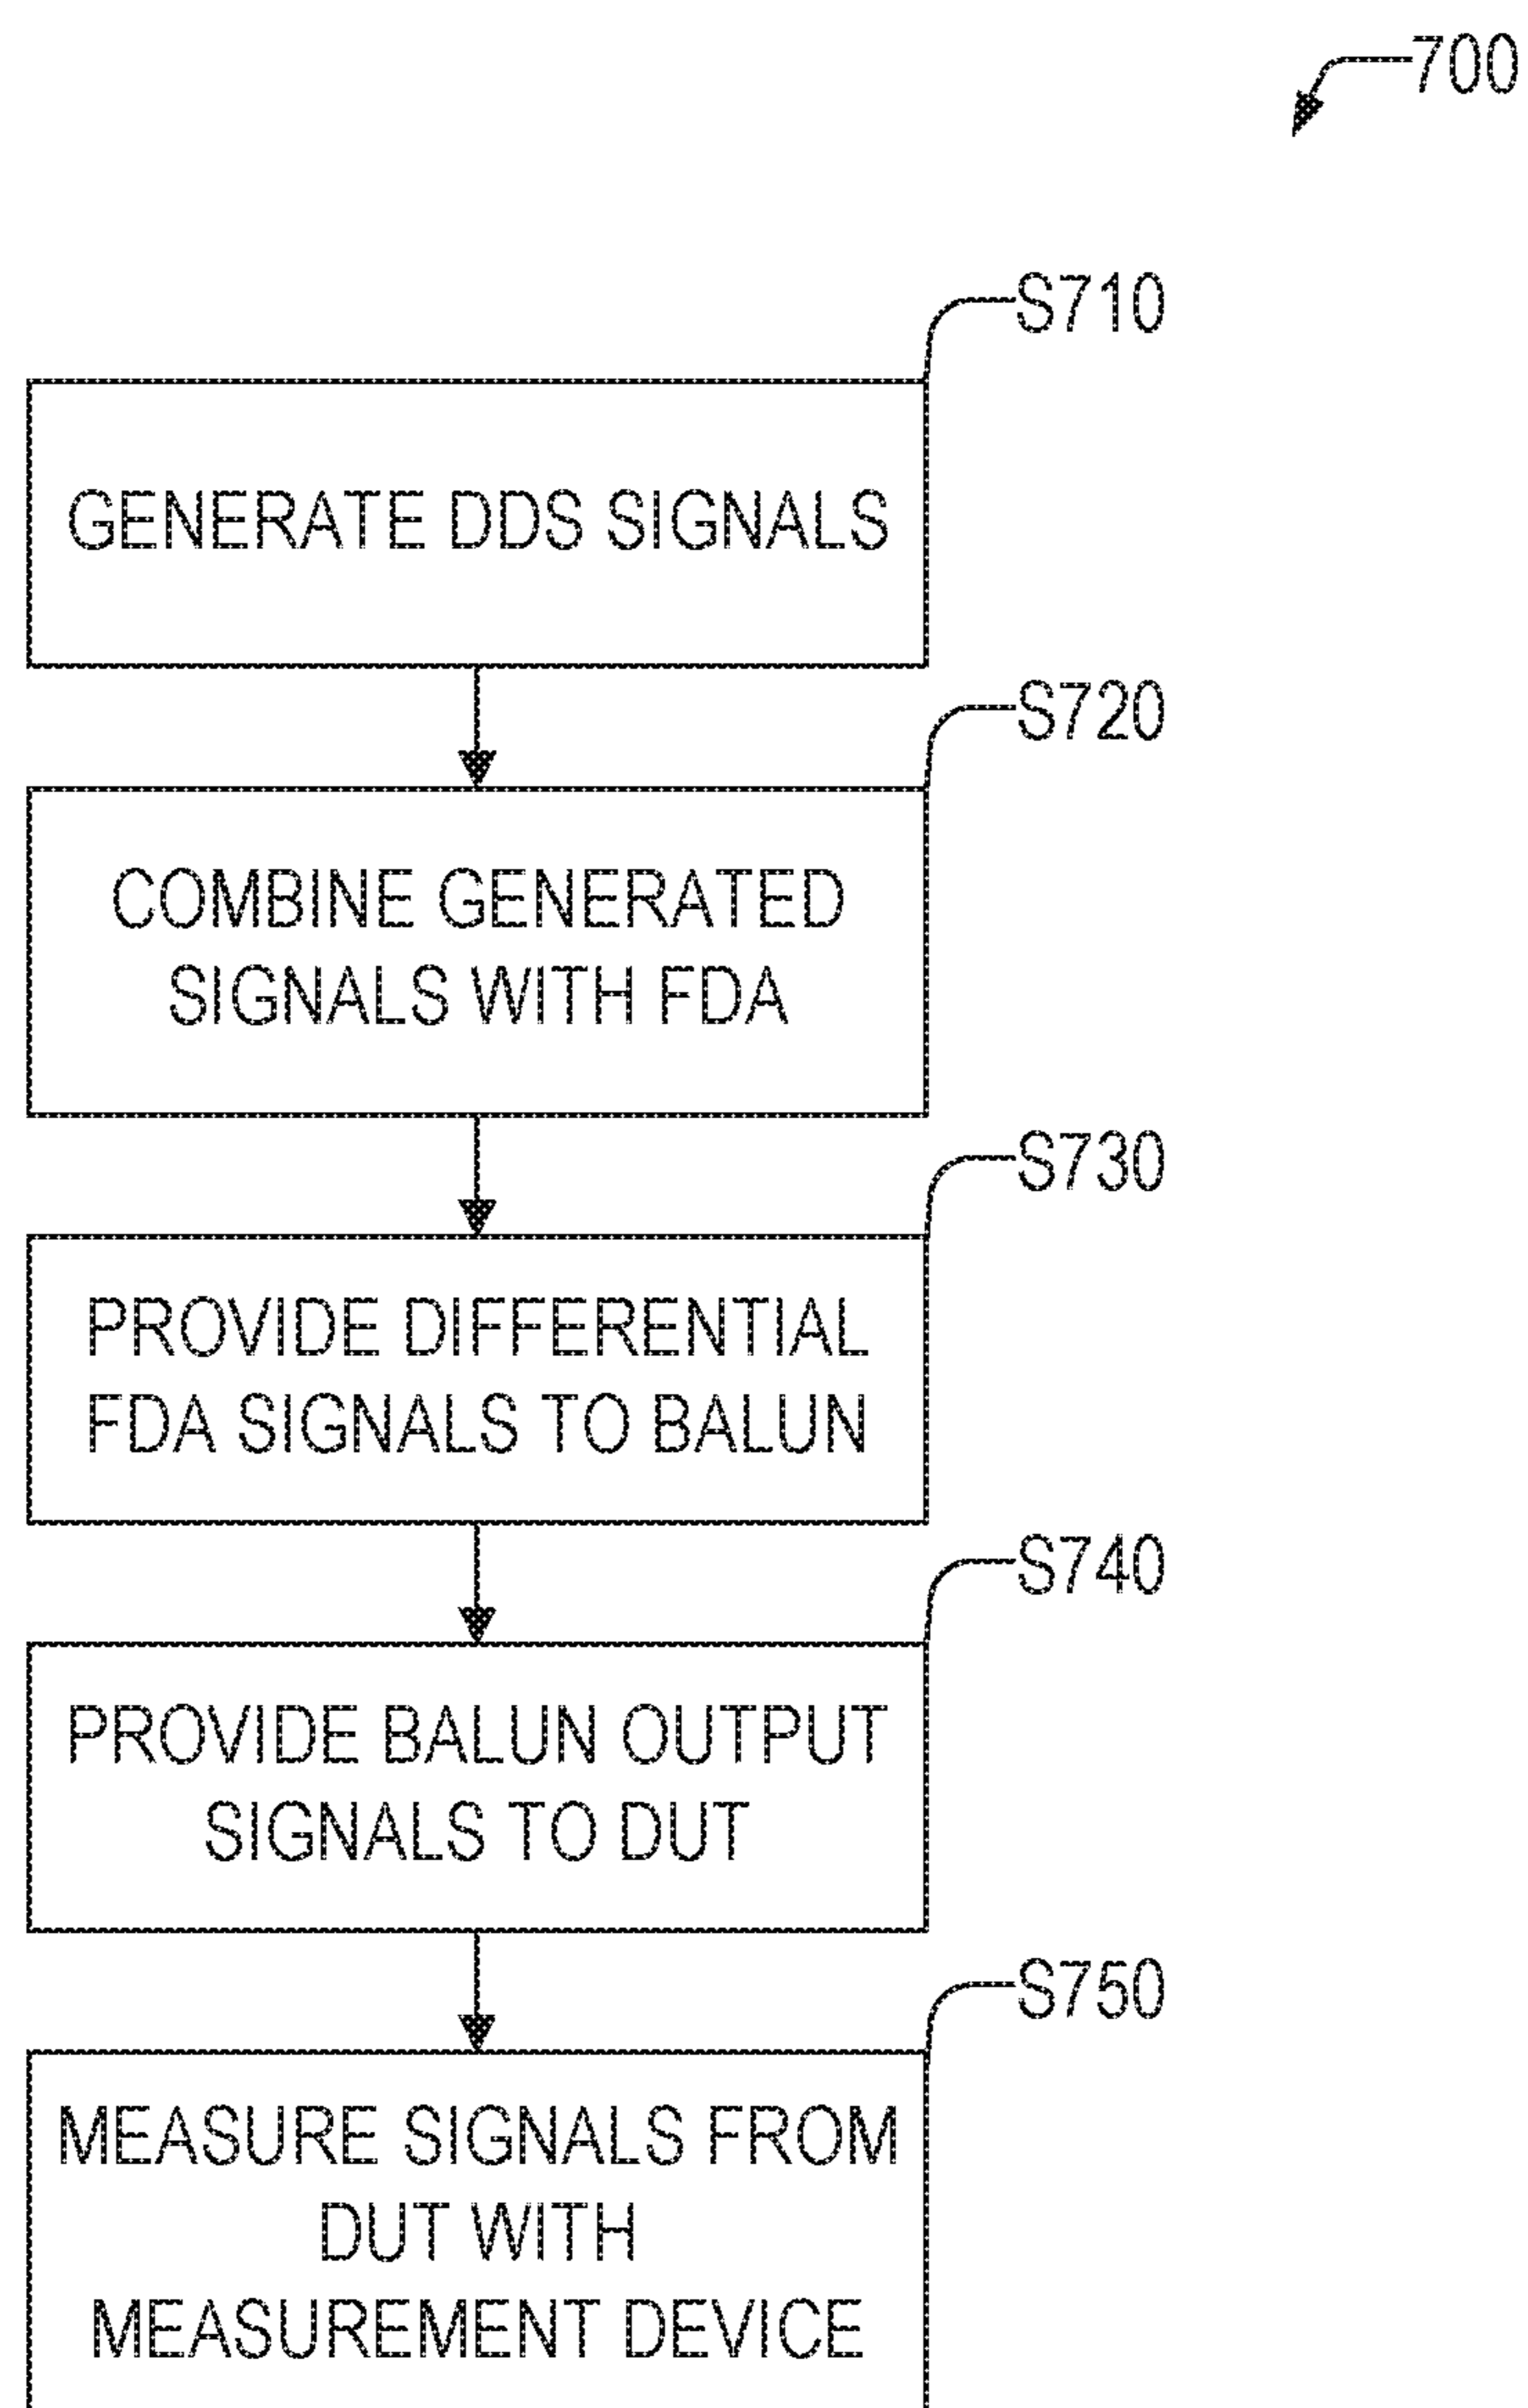 700
S710
GENERATE DDS SIGNALS
S720
COMBINE GENERATED
SIGNALS WITH FDA
S730
PROVIDE DIFFERENTIAL
FDA SIGNALS TO BALUN
S740
PROVIDE BALUN OUTPUT
SIGNALS TO DUT
S750
MEASURE SIGNALS FROM
DUT WITH
MEASUREMENT DEVICE